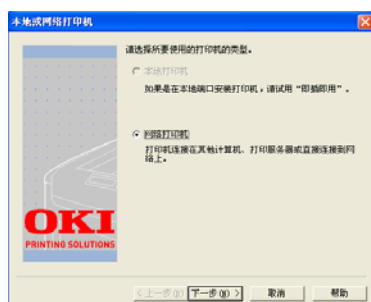 本地或网络打印机
请选择所要使用的打印机的类型。
本地打印机
如果是在本地端口安装打印机，请试用“即插即用”。
网络打印机
打印机连接在其他计算机、打印服务器或直接连接到网
络上。
OKI
PRINTING SOLUTIONS
<上一步(B) 下一步(N)> 取消 帮助